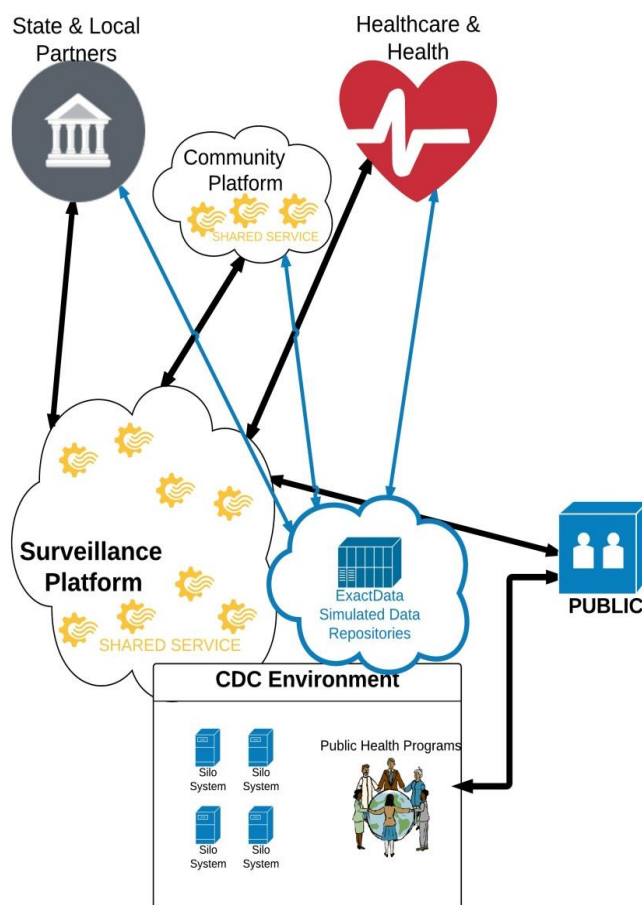 State & Local
Partners
Healthcare &
Health
Community
Platform
SHARED SERVICE
Surveillance
Platform
SHARED SERVICE
ExactData
Simulated Data
Repositories
PUBLIC
CDC Environment
Silo
System
Silo
System
Public Health Programs
Silo
System
Silo
System